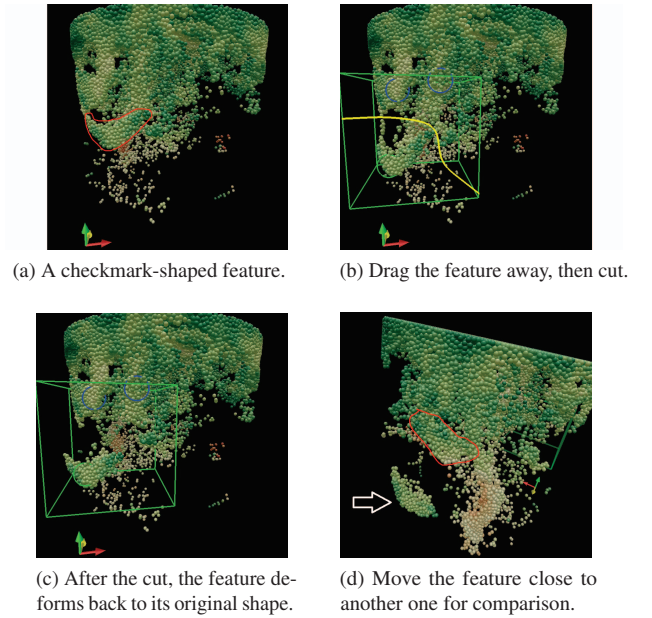 (a) A checkmark-shaped feature.
(b) Drag the feature away, then cut.
(c) After the cut, the feature de-
forms back to its original shape.
(d) Move the feature close to
another one for comparison.